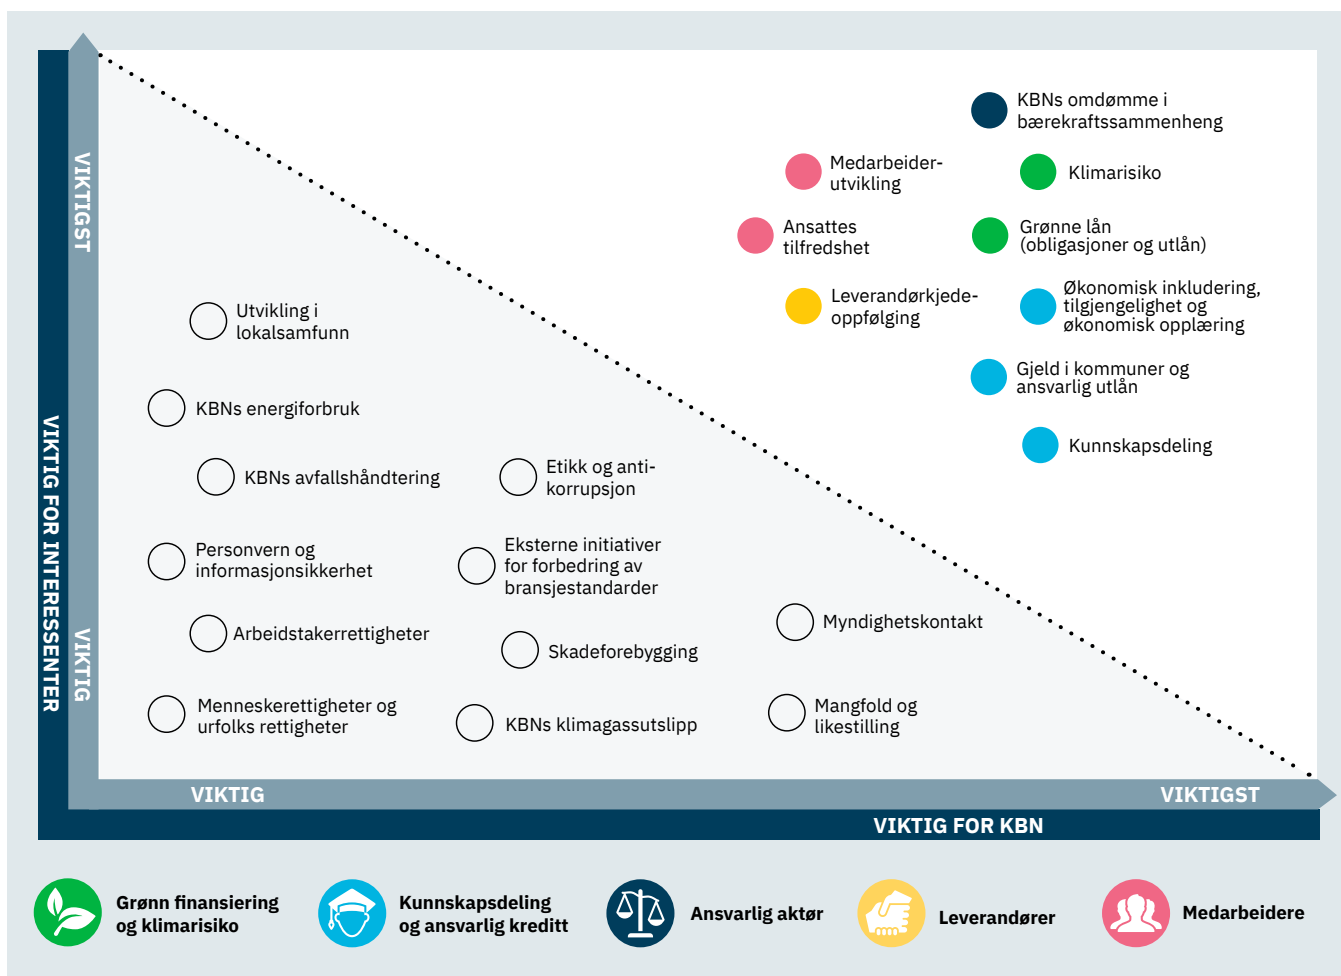 VIKTIG FOR INTERESSENTER
VIKTIGST
VIKTIG
KBNs omdømme i
bærekraftssammenheng
Medarbeider-
utvikling
Klimarisiko
Ansattes
tilfredshet
Grønne lån
(obligasjoner og utlån)
Leverandørkjede-
oppfølging
Økonomisk inkludering,
tilgjengelighet og
økonomisk opplæring
Utvikling i
lokalsamfunn
Gjeld i kommuner og
ansvarlig utlån
KBNs energiforbruk
Kunnskapsdeling
KBNs avfallshåndtering
Etikk og anti-
korrupsjon
Personvern og
informasjonsikkerhet
Eksterne initiativer
for forbedring av
bransjestandarder
Arbeidstakerrettigheter
Skadeforebygging
Myndighetskontakt
Menneskerettigheter og
urfolks rettigheter
KBNs klimagassutslipp
Mangfold og
likestilling
VIKTIG
VIKTIGST
VIKTIG FOR KBN
Grønn finansiering
og klimarisiko
Kunnskapsdeling
og ansvarlig kreditt
Ansvarlig aktør
Leverandører
Medarbeidere